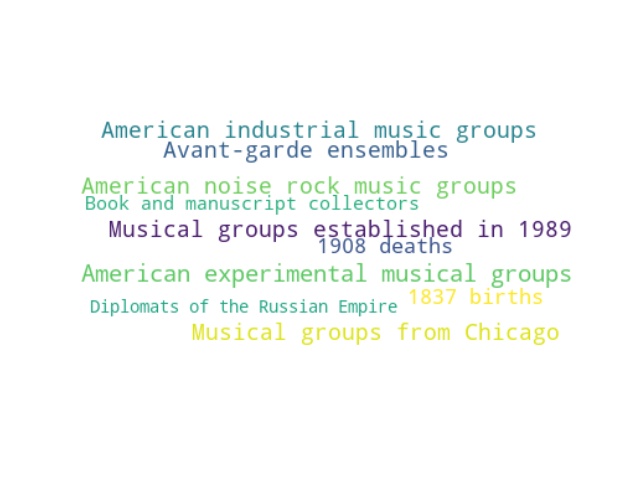 American industrial music groups
Avant-garde ensembles
American noise rock music groups
Book and manuscript collectors
Musical groups established in 1989
1908 deaths
American experimental musical groups
1837 births
Diplomats of the Russian Empire
Musical groups from Chicago